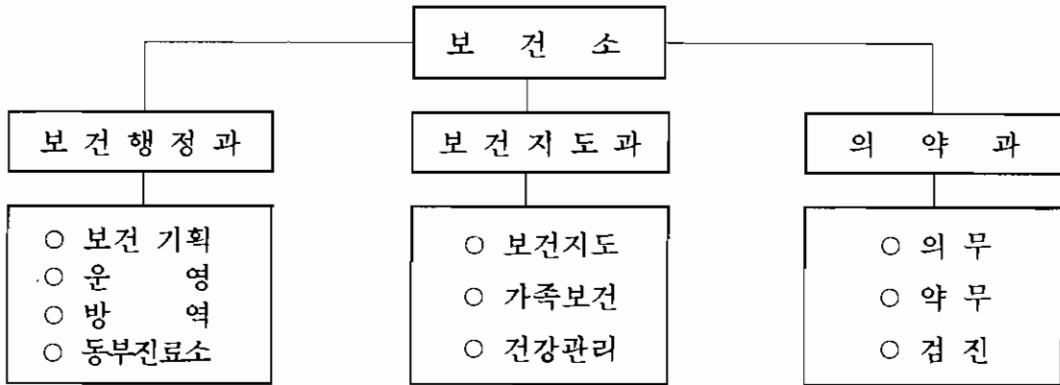 보 건 소
보 건 행 정 과
보 건 지 도 과
의 약 과
○ 보건 기획
○ 운 영
○ 방 역
○ 동부진료소
○ 보건지도
○ 가족보건
○ 건강관리
○ 의 무
○ 약 무
○ 검 진